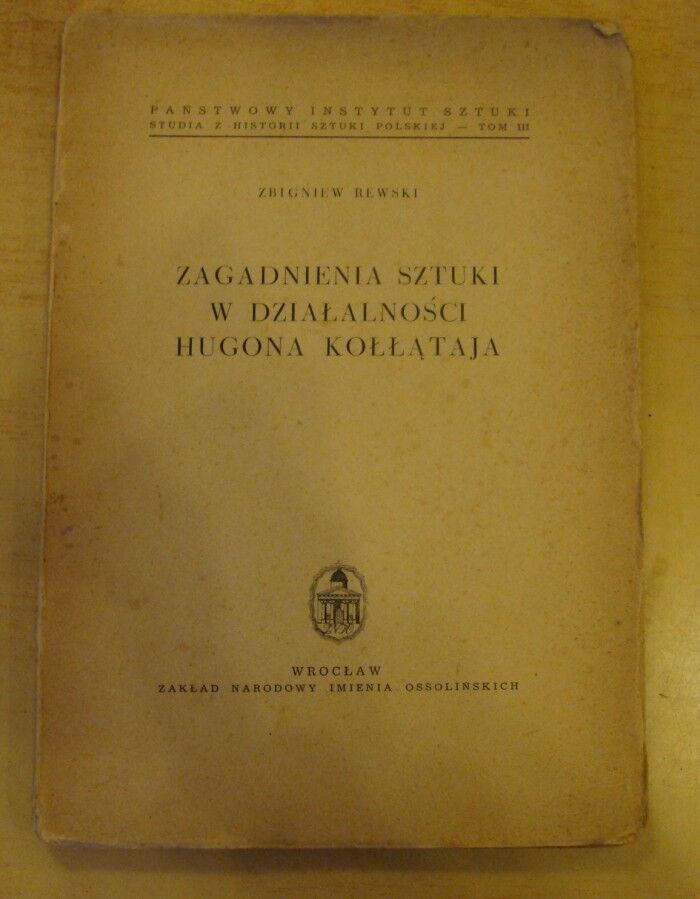 PAŃSTWOWY INSTYTUT SZTUKI
STUDIA Z HISTORII SZTUKI POLSKIEJ — TOM III
ZBIGNIEW REWSKI
ZAGADNIENIA SZTUKI
W DZIAŁALNOŚCI
HUGONA KOŁŁĄTAJA
WROCŁAW
ZAKŁAD NARODOWY IMIENIA OSSOLIŃSKICH